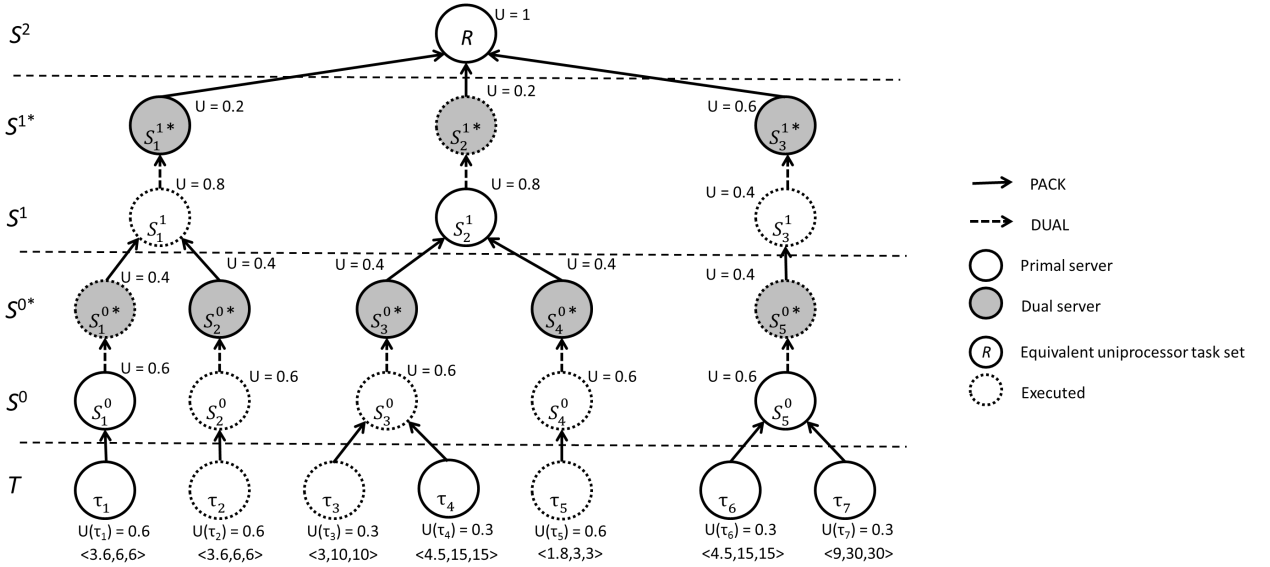 S² U = 1
R
S¹* U = 0.2 U = 0.2 U = 0.6
S₁¹* S₂¹* S₃¹*
U = 0.8 U = 0.8 U = 0.4
S¹ S₁¹ S₂¹ S₃¹
U = 0.4 U = 0.4 U = 0.4 U = 0.4 U = 0.4
S⁰* S₁⁰* S₂⁰* S₃⁰* S₄⁰* S₅⁰*
U = 0.6 U = 0.6 U = 0.6 U = 0.6 U = 0.6
S⁰ S₁⁰ S₂⁰ S₃⁰ S₄⁰ S₅⁰
T τ₁ τ₂ τ₃ τ₄ τ₅ τ₆ τ₇
U(τ₁) = 0.6 U(τ₂) = 0.6 U(τ₃) = 0.3 U(τ₄) = 0.3 U(τ₅) = 0.6 U(τ₆) = 0.3 U(τ₇) = 0.3
<3.6,6,6> <3.6,6,6> <3,10,10> <4.5,15,15> <1.8,3,3> <4.5,15,15> <9,30,30>
PACK
DUAL
Primal server
Dual server
R Equivalent uniprocessor task set
Executed